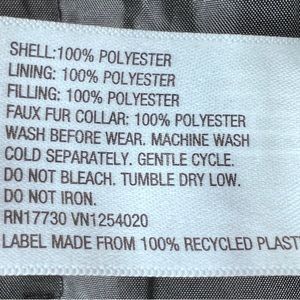 SHELL:100% POLYESTER
LINING: 100% POLYESTER
FILLING: 100% POLYESTER
FAUX FUR COLLAR: 100% POLYESTER
WASH BEFORE WEAR. MACHINE WASH
COLD SEPARATELY. GENTLE CYCLE.
DO NOT BLEACH. TUMBLE DRY LOW.
DO NOT IRON.
RN17730 VN1254020
LABEL MADE FROM 100% RECYCLED PLAST